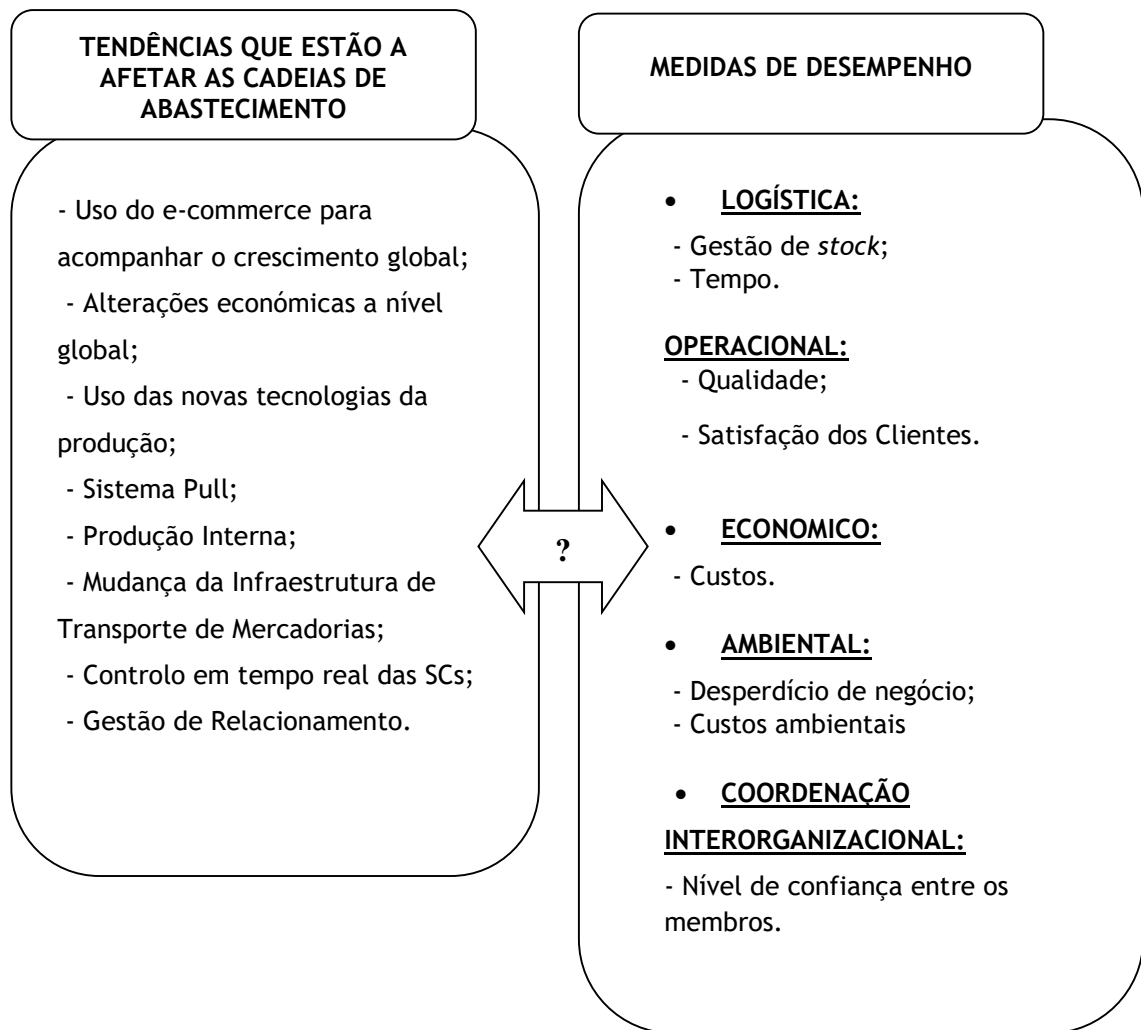 TENDÊNCIAS QUE ESTÃO A
AFETAR AS CADEIAS DE
ABASTECIMENTO
- Uso do e-commerce para
acompanhar o crescimento global;
- Alterações económicas a nível
global;
- Uso das novas tecnologias da
produção;
- Sistema Pull;
- Produção Interna;
- Mudança da Infraestrutura de
Transporte de Mercadorias;
- Controlo em tempo real das SCs;
- Gestão de Relacionamento.
?
MEDIDAS DE DESEMPENHO
• LOGÍSTICA:
- Gestão de stock;
- Tempo.
OPERACIONAL:
- Qualidade;
- Satisfação dos Clientes.
• ECONOMICO:
- Custos.
• AMBIENTAL:
- Desperdício de negócio;
- Custos ambientais
• COORDENAÇÃO
INTERORGANIZACIONAL:
- Nível de confiança entre os
membros.